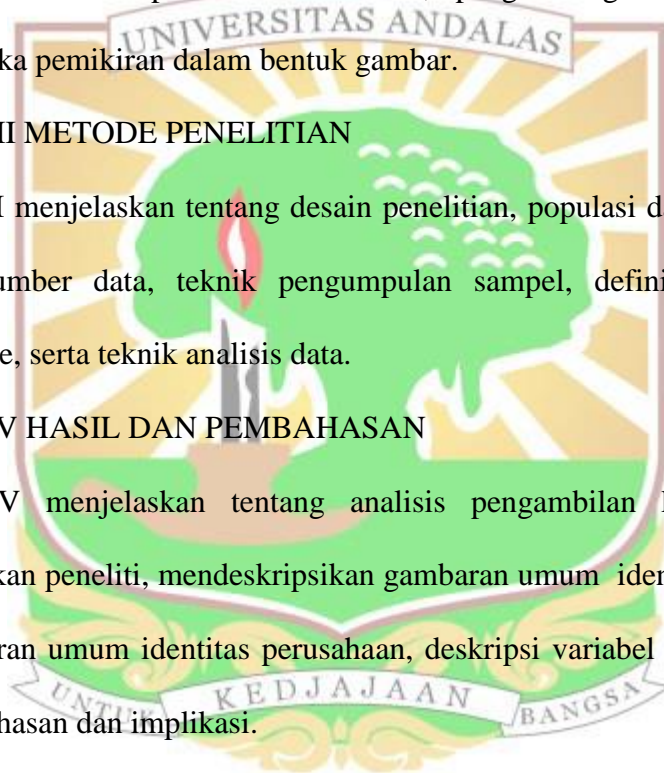 UNIVERSITAS ANDALAS
ka pemikiran dalam bentuk gambar.
II METODE PENELITIAN
I menjelaskan tentang desain penelitian, populasi d
umber data, teknik pengumpulan sampel, defini
e, serta teknik analisis data.
V HASIL DAN PEMBAHASAN
V menjelaskan tentang analisis pengambilan
kan peneliti, mendeskripsikan gambaran umum iden
ran umum identitas perusahaan, deskripsi variabel
UNTUK KEDJAJAAN BANGSA
hasan dan implikasi.